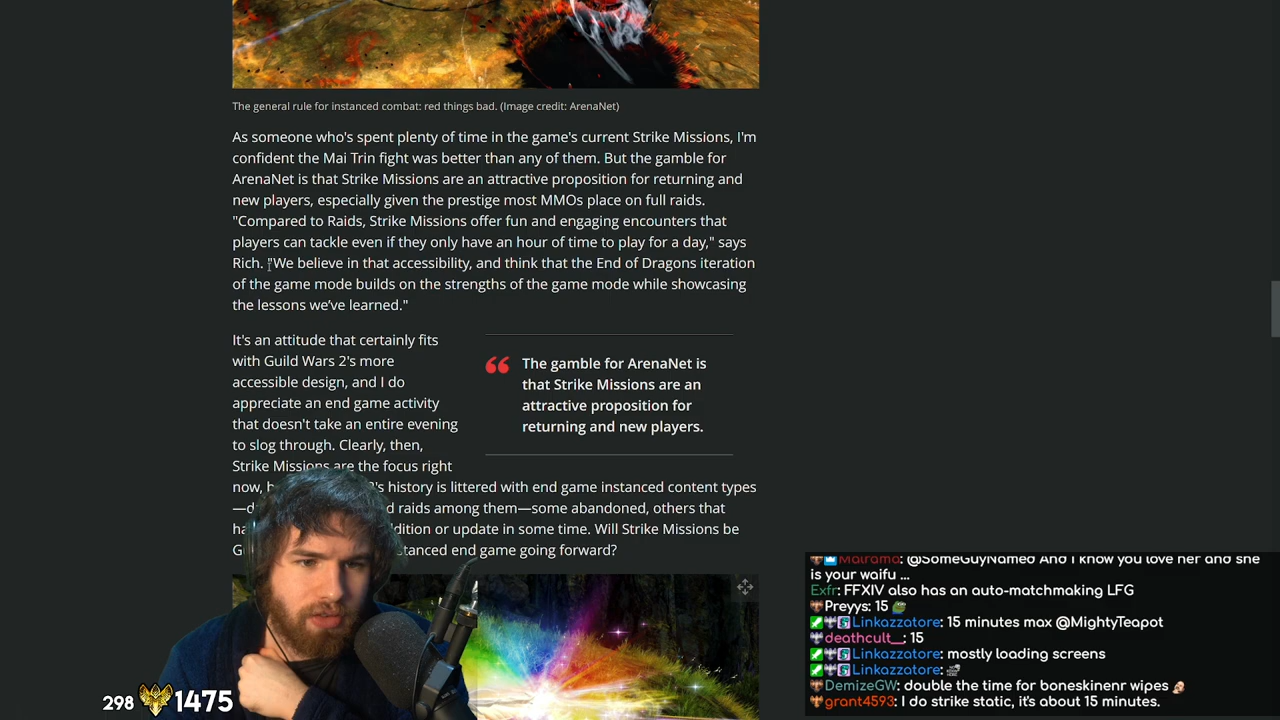 The general rule for instanced combat: red things bad. (Image credit: ArenaNet)
As someone who's spent plenty of time in the game's current Strike Missions, I'm
confident the Mai Trin fight was better than any of them. But the gamble for
ArenaNet is that Strike Missions are an attractive proposition for returning and
new players, especially given the prestige most MMOs place on full raids.
"Compared to Raids, Strike Missions offer fun and engaging encounters that
players can tackle even if they only have an hour of time to play for a day," says
Rich. "We believe in that accessibility, and think that the End of Dragons iteration
of the game mode builds on the strengths of the game mode while showcasing
the lessons we’ve learned."
It's an attitude that certainly fits
with Guild Wars 2's more
accessible design, and I do
appreciate an end game activity
that doesn't take an entire evening
to slog through. Clearly, then,
Strike Missions are the focus right
now, 's history is littered with end game instanced content types
raids among them—some abandoned, others that
addition or update in some time. Will Strike Missions be
instanced end game going forward?
The gamble for ArenaNet is
that Strike Missions are an
attractive proposition for
returning and new players.
Malrama: @SomeGuyNamed And I know you love her and she
is your waifu ...
Exfr: FFXIV also has an auto-matchmaking LFG
Preyys: 15
Linkazzatore: 15 minutes max @MightyTeapot
deathcult__: 15
Linkazzatore: mostly loading screens
Linkazzatore:
DemizeGW: double the time for boneskinenr wipes
grant4593: I do strike static, it's about 15 minutes.
298 1475